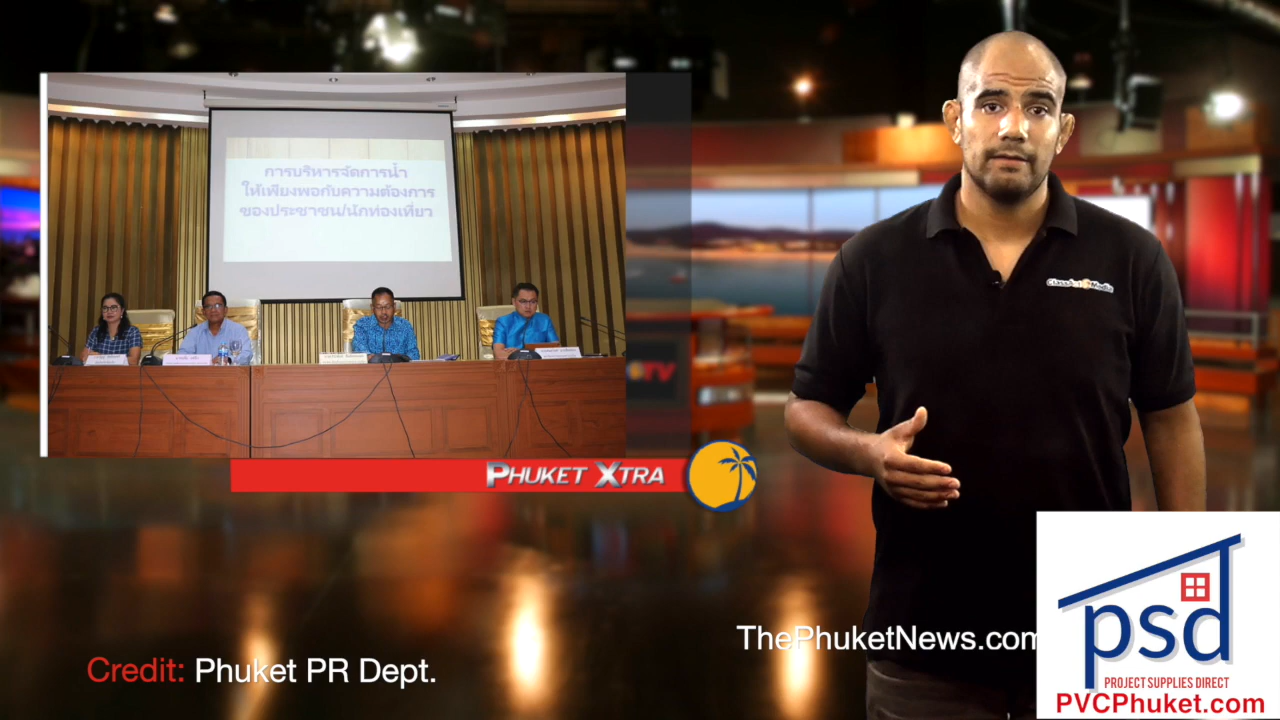 การบริหารจัดการน้ำ
ให้เพียงพอกับความต้องการ
ของประชาชน/นักท่องเที่ยว
TV
PHUKET XTRA
Media
psd
PROJECT SUPPLIES DIRECT
PVCPhuket.com
ThePhuketNews.com
Credit: Phuket PR Dept.